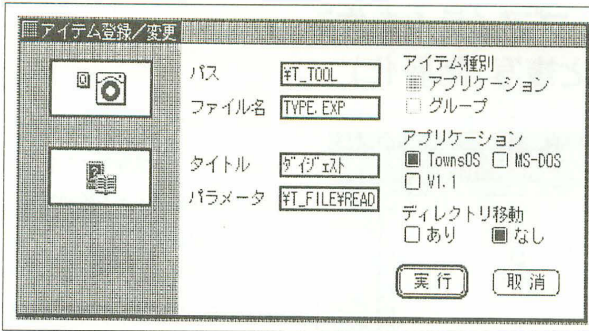 アイテム登録/変更
パス ¥T_TOOL
ファイル名 TYPE.EXP
タイトル ﾀﾞｲｼﾞｪｽﾄ
パラメータ ¥T_FILE¥READ
アイテム種別
アプリケーション
グループ
アプリケーション
TownsOS MS-DOS
V1.1
ディレクトリ移動
あり なし
実行 取消